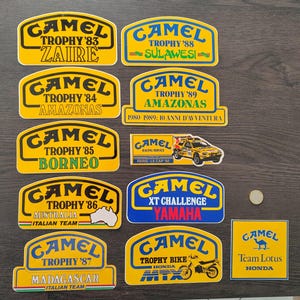 CAMEL
TROPHY '83
ZAIRE
CAMEL
TROPHY '84
AMAZONAS
CAMEL
TROPHY '85
BORNEO
CAMEL
TROPHY '86
AUSTRALIA
ITALIAN TEAM
CAMEL
TROPHY '87
MADAGASCAR
ITALIAN TEAM
CAMEL
TROPHY '88
SULAWESI
CAMEL
TROPHY '89
AMAZONAS
1980-1989: 10 ANNI D'AVVENTURA
CAMEL
CAMEL
XT CHALLENGE
YAMAHA
CAMEL
TROPHY BIKE
HONDA
MTX
CAMEL
Team Lotus
HONDA